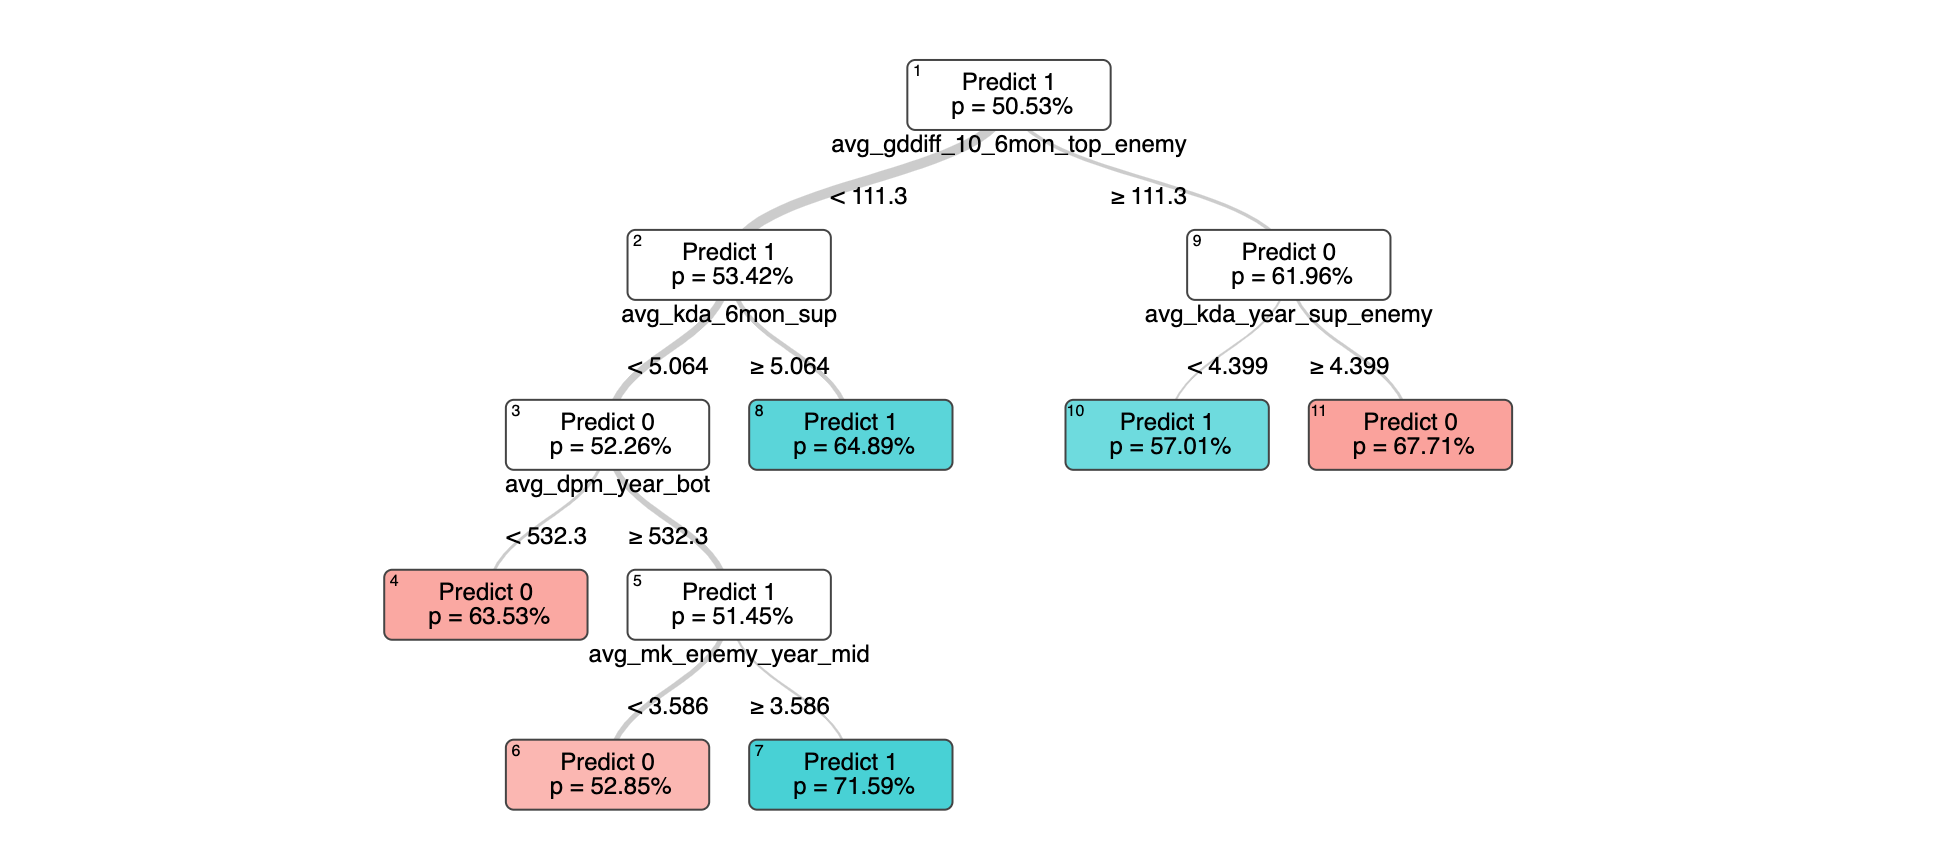 1
Predict 1
p = 50.53%
avg_gddiff_10_6mon_top_enemy
< 111.3
≥ 111.3
2
Predict 1
p = 53.42%
avg_kda_6mon_sup
9
Predict 0
p = 61.96%
avg_kda_year_sup_enemy
< 5.064
≥ 5.064
< 4.399
≥ 4.399
3
Predict 0
p = 52.26%
avg_dpm_year_bot
8
Predict 1
p = 64.89%
10
Predict 1
p = 57.01%
11
Predict 0
p = 67.71%
< 532.3
≥ 532.3
4
Predict 0
p = 63.53%
5
Predict 1
p = 51.45%
avg_mk_enemy_year_mid
< 3.586
≥ 3.586
6
Predict 0
p = 52.85%
7
Predict 1
p = 71.59%